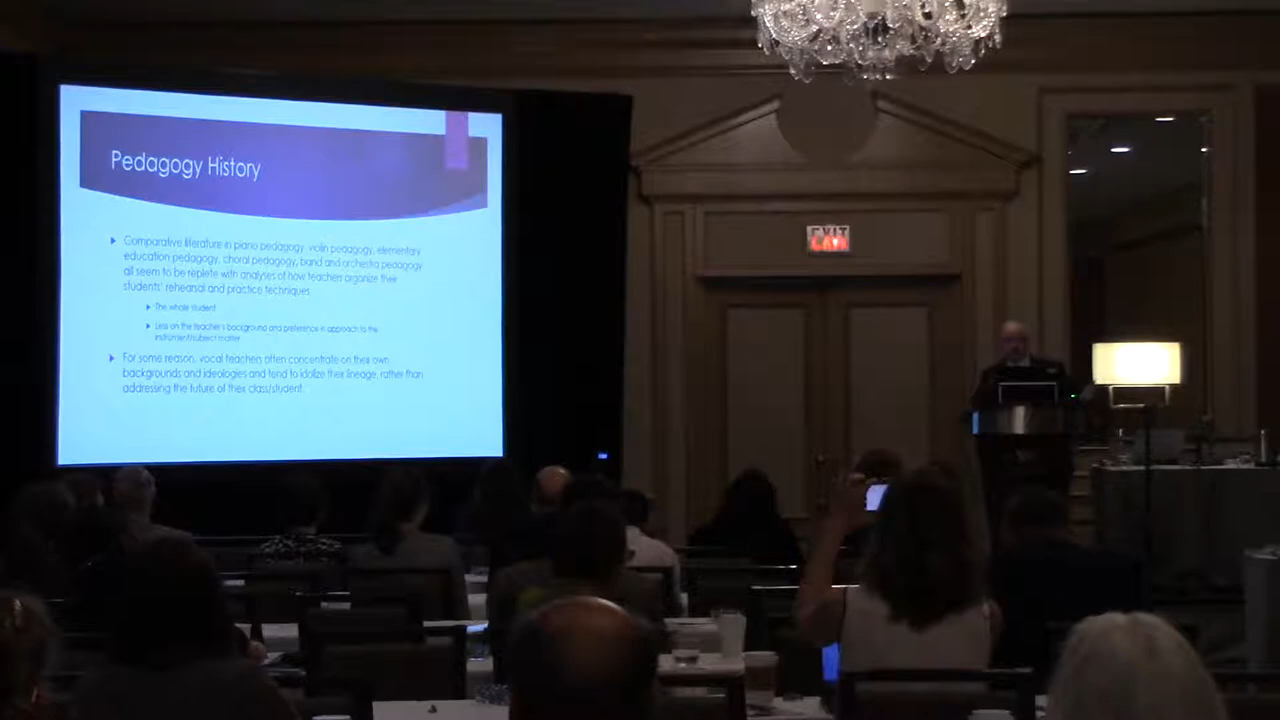 Pedagogy History
Comparative literature in piano pedagogy, violin pedagogy, elementary
education pedagogy, choral pedagogy, band and orchestra pedagogy
all seem to be replete with analyses of how teachers organize their
students' rehearsal and practice techniques
The whole student
Less on the teacher's background and preference in approach to the
instrument/subject matter
For some reason, vocal teachers often concentrate on their own
backgrounds and ideologies and tend to idolize their lineage, rather than
addressing the future of their class/student.
EXIT